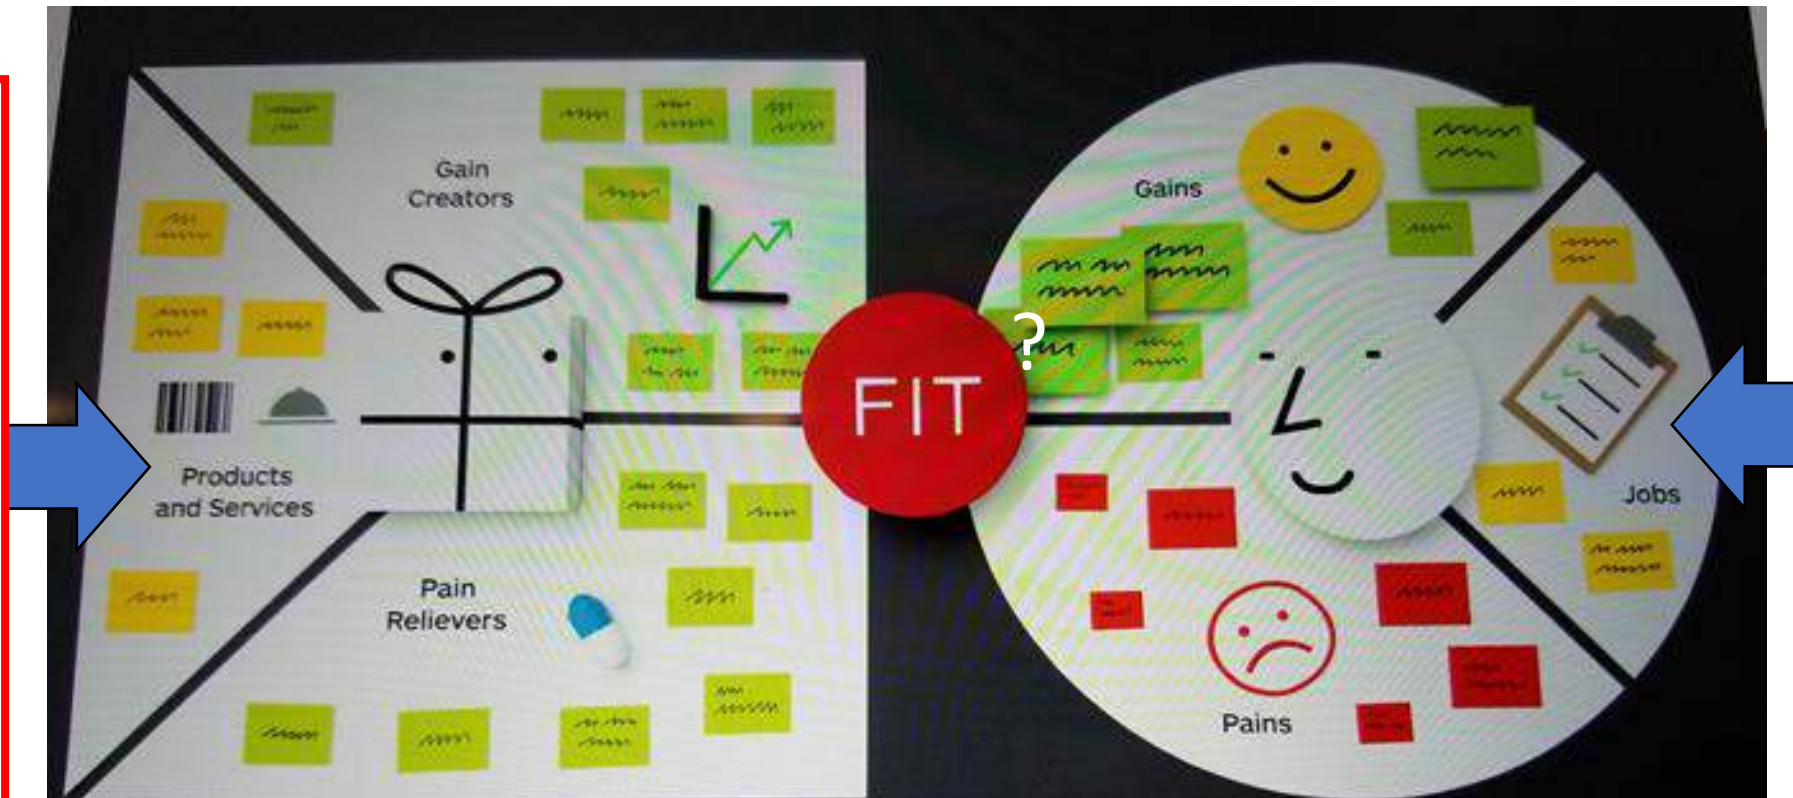 Gain
Creators
Products
and Services
Pain
Relievers
FIT
?
Gains
Jobs
Pains